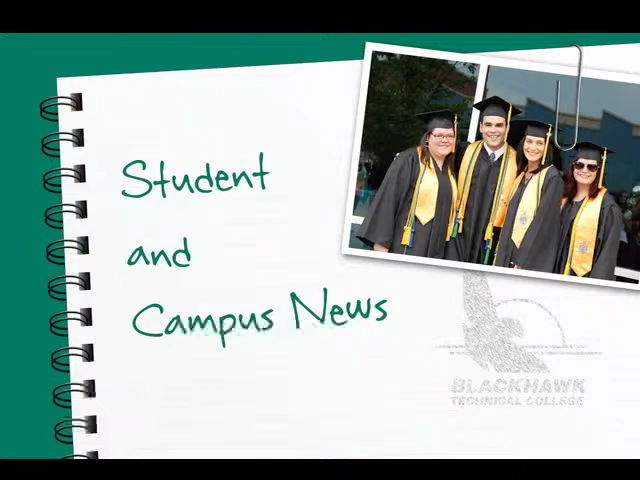 Student
and
Campus News
BLACKHAWK
TECHNICAL COLLEGE